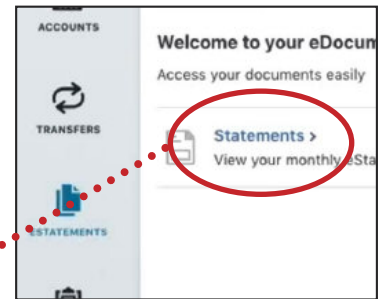 ACCOUNTS
TRANSFERS
ESTATEMENTS
Welcome to your eDocum
Access your documents easily
Statements >
View your monthly eSta